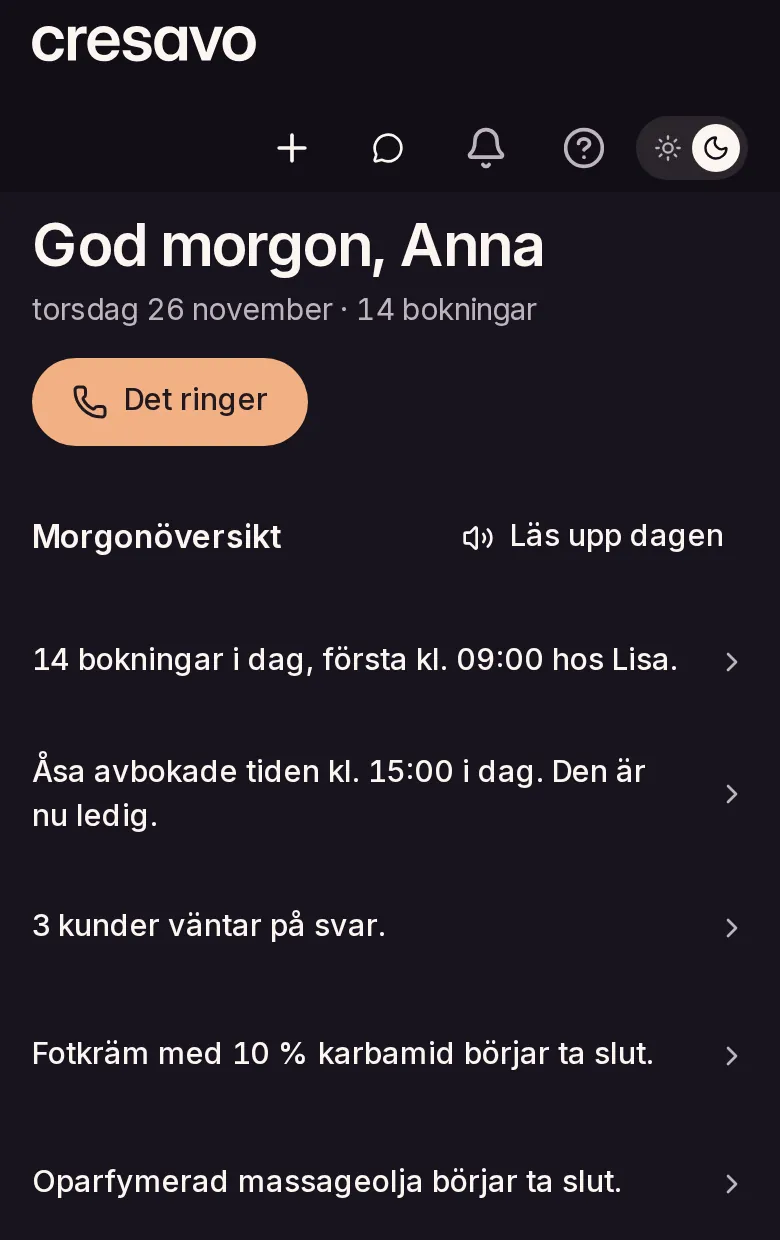 cresavo
God morgon, Anna
torsdag 26 november · 14 bokningar
Det ringer
Morgonöversikt
Läs upp dagen
14 bokningar i dag, första kl. 09:00 hos Lisa.
Åsa avbokade tiden kl. 15:00 i dag. Den är
nu ledig.
3 kunder väntar på svar.
Fotkräm med 10 % karbamid börjar ta slut.
Oparfymerad massageolja börjar ta slut.